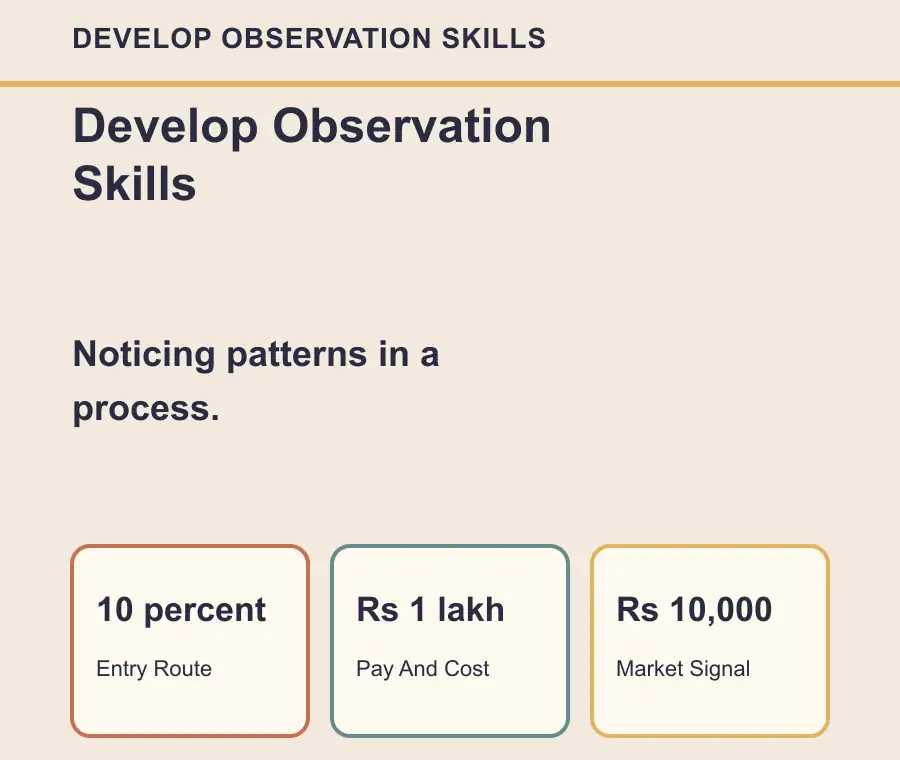 DEVELOP OBSERVATION SKILLS
Develop Observation
Skills
Noticing patterns in a
process.
10 percent
Entry Route
Rs 1 lakh
Pay And Cost
Rs 10,000
Market Signal